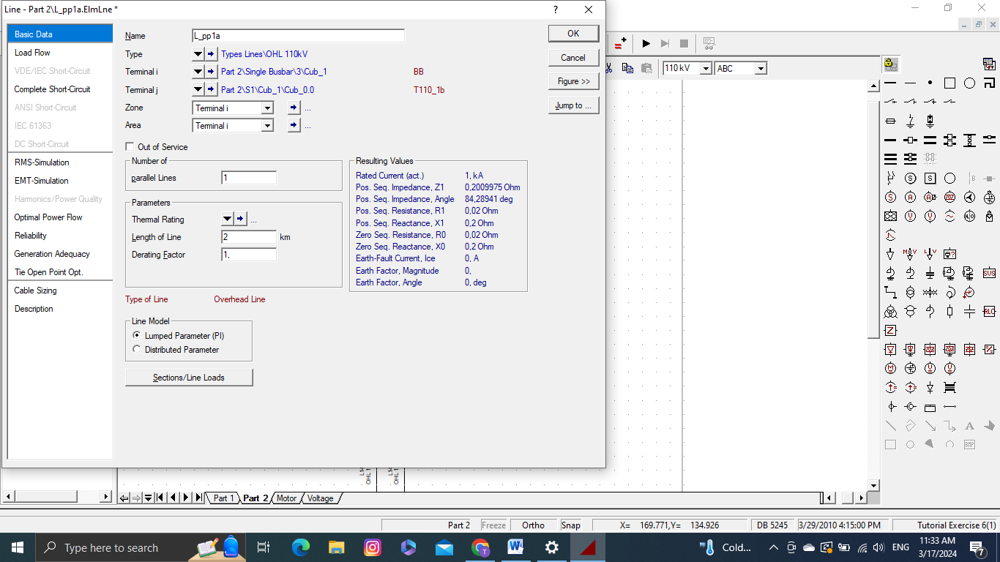 Line - Part 2\L_pp1a.ElmLne *
?
Basic Data
Load Flow
VDE/IEC Short-Circuit
Complete Short-Circuit
ANSI Short-Circuit
IEC 61363
DC Short-Circuit
RMS-Simulation
EMT-Simulation
Harmonics/Power Quality
Optimal Power Flow
Reliability
Generation Adequacy
Tie Open Point Opt.
Cable Sizing
Description
Name L_pp1a
Type Types Lines\OHL 110kV
Terminal i Part 2\Single Busbar\3\Cub_1 BB
Terminal j Part 2\S1\Cub_1\Cub_0.0 T110_1b
Zone Terminal i ...
Area Terminal i ...
Out of Service
Number of
parallel Lines 1
Parameters
Thermal Rating ...
Length of Line 2 km
Derating Factor 1,
Resulting Values
Rated Current (act.) 1, kA
Pos. Seq. Impedance, Z1 0,2009975 Ohm
Pos. Seq. Impedance, Angle 84,28941 deg
Pos. Seq. Resistance, R1 0,02 Ohm
Pos. Seq. Reactance, X1 0,2 Ohm
Zero Seq. Resistance, R0 0,02 Ohm
Zero Seq. Reactance, X0 0,2 Ohm
Earth-Fault Current, Ice 0, A
Earth Factor, Magnitude 0,
Earth Factor, Angle 0, deg
Type of Line Overhead Line
Line Model
Lumped Parameter (PI)
Distributed Parameter
Sections/Line Loads
OK
Cancel
Figure >>
Jump to ...
110 kV ABC
SVS
RLC
BMP
Part 1 Part 2 Motor Voltage
Part 2 Freeze Ortho Snap X= 169.771,Y= 134.926 DB 5245 3/29/2010 4:15:00 PM Tutorial Exercise 6(1)
Type here to search
Cold...
ENG
11:33 AM
3/17/2024
7